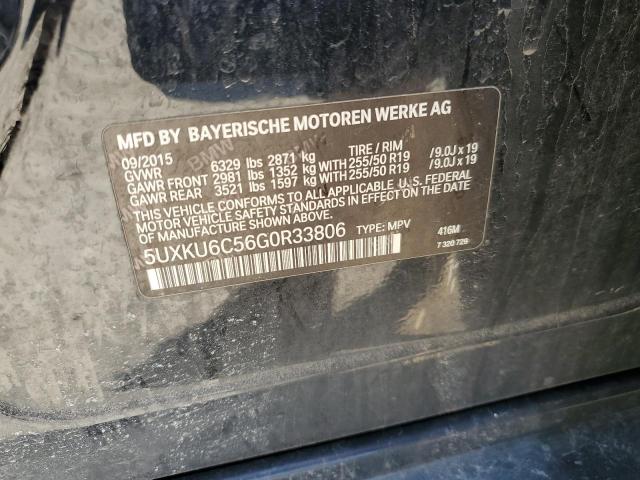 MFD BY BAYERISCHE MOTOREN WERKE AG
09/2015 TIRE / RIM
GVWR 6329 lbs 2871 kg
GAWR FRONT 2981 lbs 1352 kg WITH 255/50 R19 /9.0J x 19
GAWR REAR 3521 lbs 1597 kg WITH 255/50 R19 /9.0J x 19
THIS VEHICLE CONFORMS TO ALL APPLICABLE U.S. FEDERAL
MOTOR VEHICLE SAFETY STANDARDS IN EFFECT ON THE DATE
OF MANUFACTURE SHOWN ABOVE.
5UXKU6C56G0R33806 TYPE: MPV 416M
7 320 729